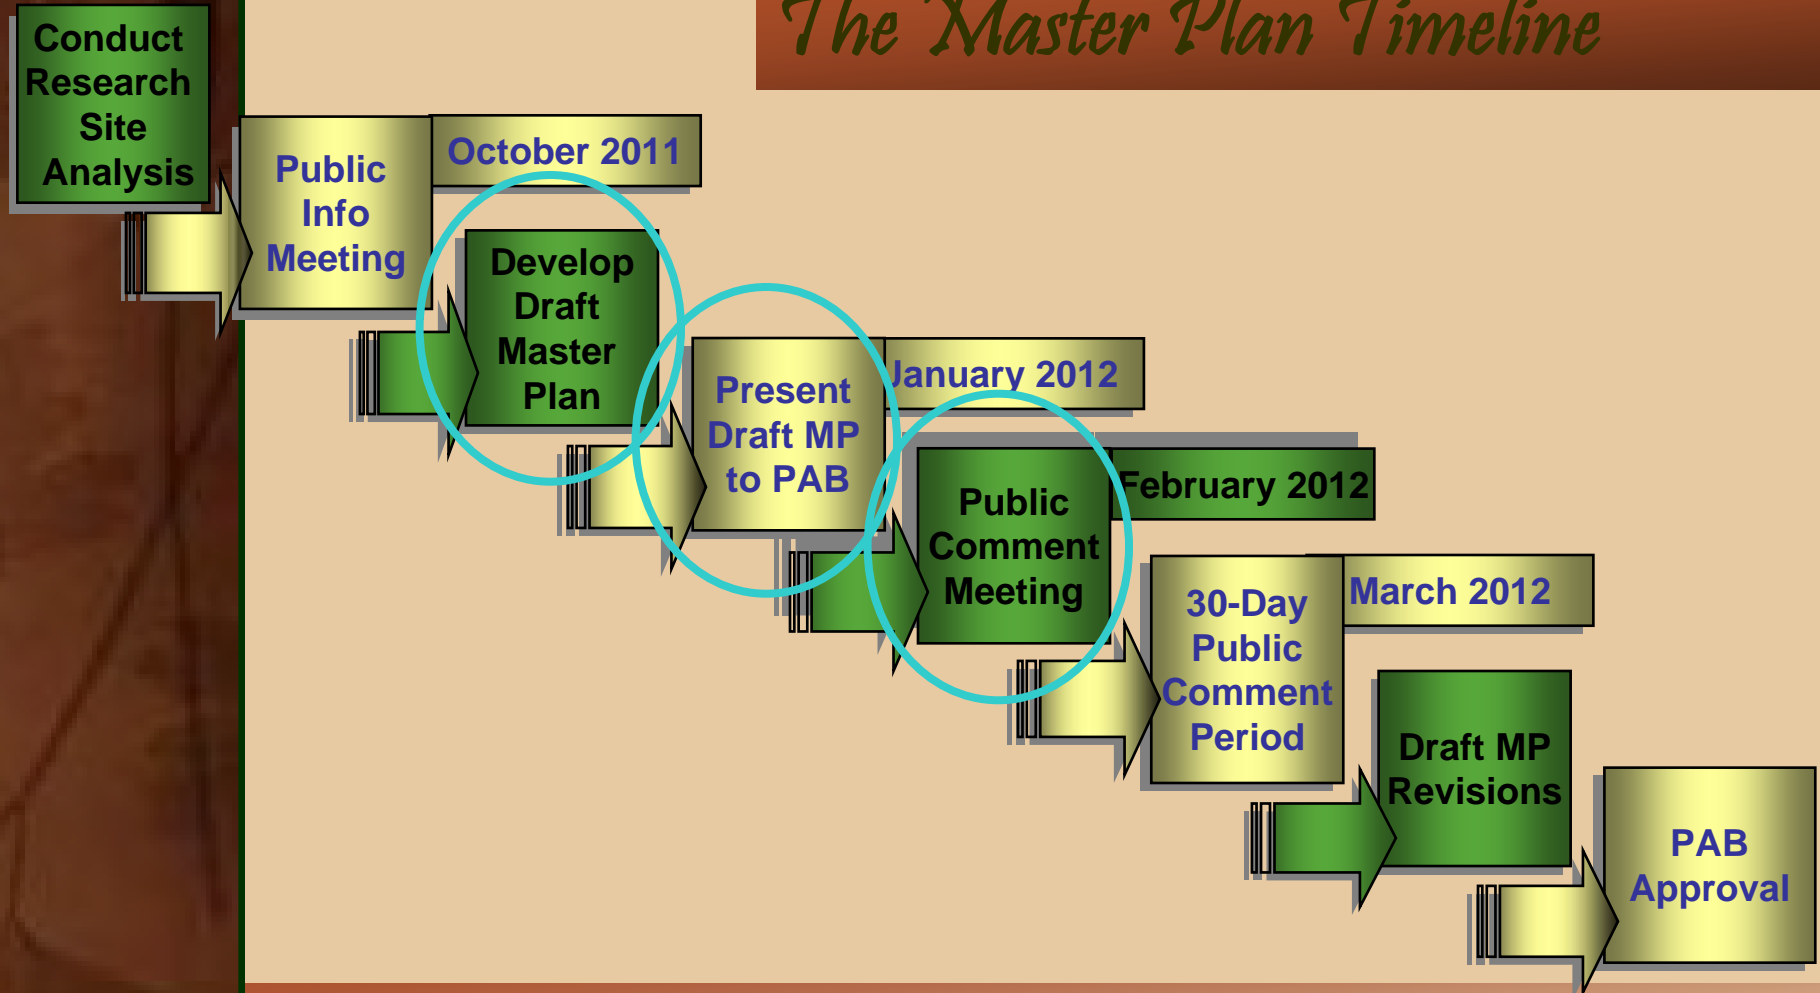 The Master Plan Timeline
Conduct
Research
Site
Analysis
Public
Info
Meeting
October 2011
Develop
Draft
Master
Plan
Present
Draft MP
to PAB
January 2012
Public
Comment
Meeting
February 2012
30-Day
Public
Comment
Period
March 2012
Draft MP
Revisions
PAB
Approval